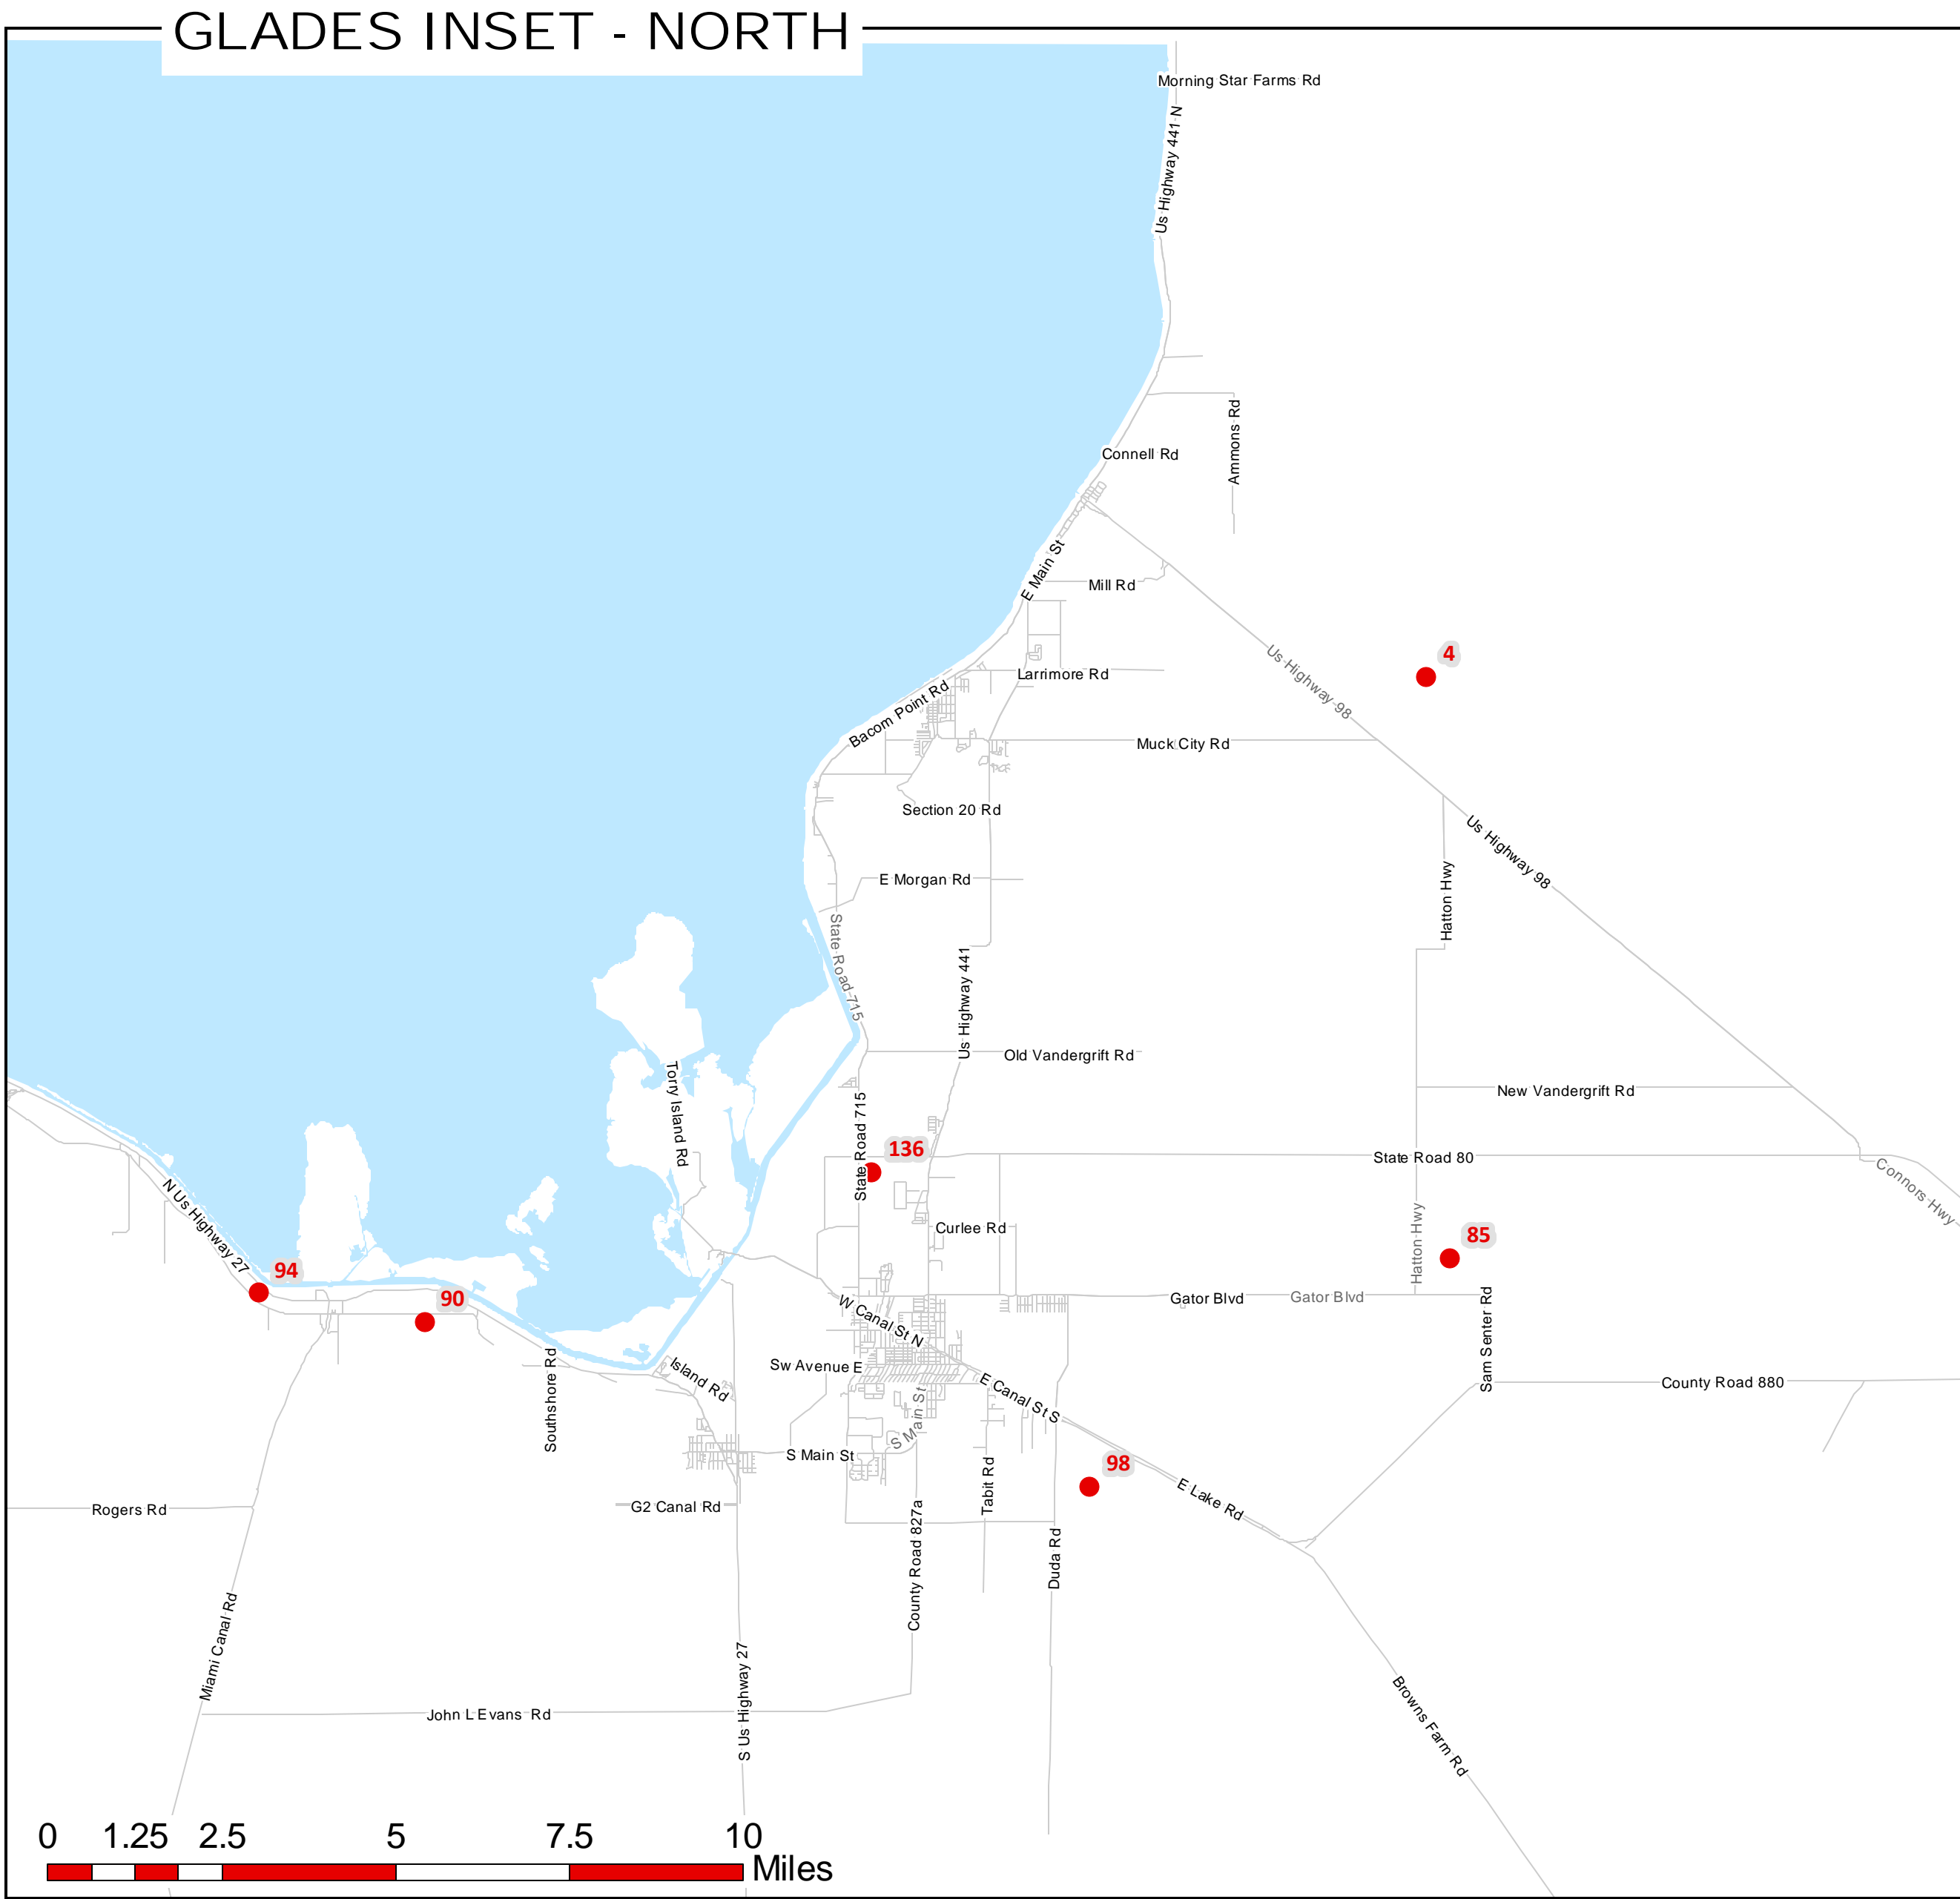 GLADES INSET - NORTH
Morning Star Farms Rd
Us Highway 441 N
Ammons Rd
Connell Rd
E Main St
Mill Rd
4
Us Highway 98
Larrimore Rd
Bacom Point Rd
Muck City Rd
Section 20 Rd
Us Highway 98
Hatton Hwy
E Morgan Rd
State Road 715
Us Highway 441
Old Vandergrift Rd
Torry Island Rd
New Vandergrift Rd
State Road 715
136
State Road 80
Connors Hwy
N Us Highway 27
Curlee Rd
Hatton Hwy
85
94
90
W Canal St N
Gator Blvd
Gator Blvd
Sam Senter Rd
Southshore Rd
Island Rd
Sw Avenue E
E Canal St S
County Road 880
S Main St
S Main St
98
Tabit Rd
E Lake Rd
Rogers Rd
G2 Canal Rd
County Road 827a
Duda Rd
Miami Canal Rd
S Us Highway 27
John L Evans Rd
Browns Farm Rd
0 1.25 2.5 5 7.5 10
Miles